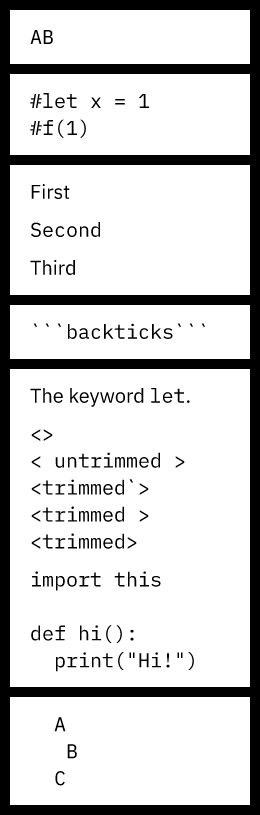 AB
#let x = 1
#f(1)
First
Second
Third
```backticks```
The keyword let.
<>
< untrimmed >
<trimmed`>
<trimmed >
<trimmed>
import this
def hi():
  print("Hi!")
  A
   B
  C